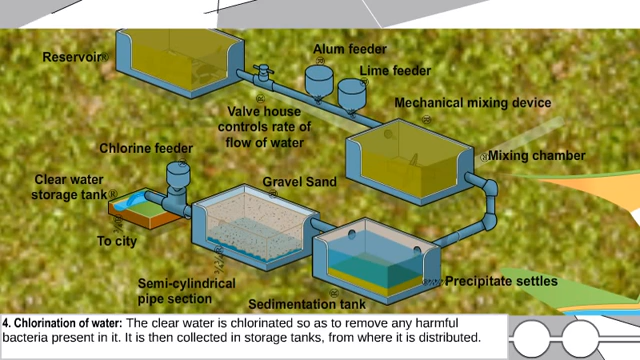 Reservoir
Alum feeder
Lime feeder
Valve house
controls rate of
flow of water
Mechanical mixing device
Mixing chamber
Chlorine feeder
Clear water
storage tank
Gravel Sand
To city
Semi-cylindrical
pipe section
Sedimentation tank
Precipitate settles
4. Chlorination of water: The clear water is chlorinated so as to remove any harmful
bacteria present in it. It is then collected in storage tanks, from where it is distributed.